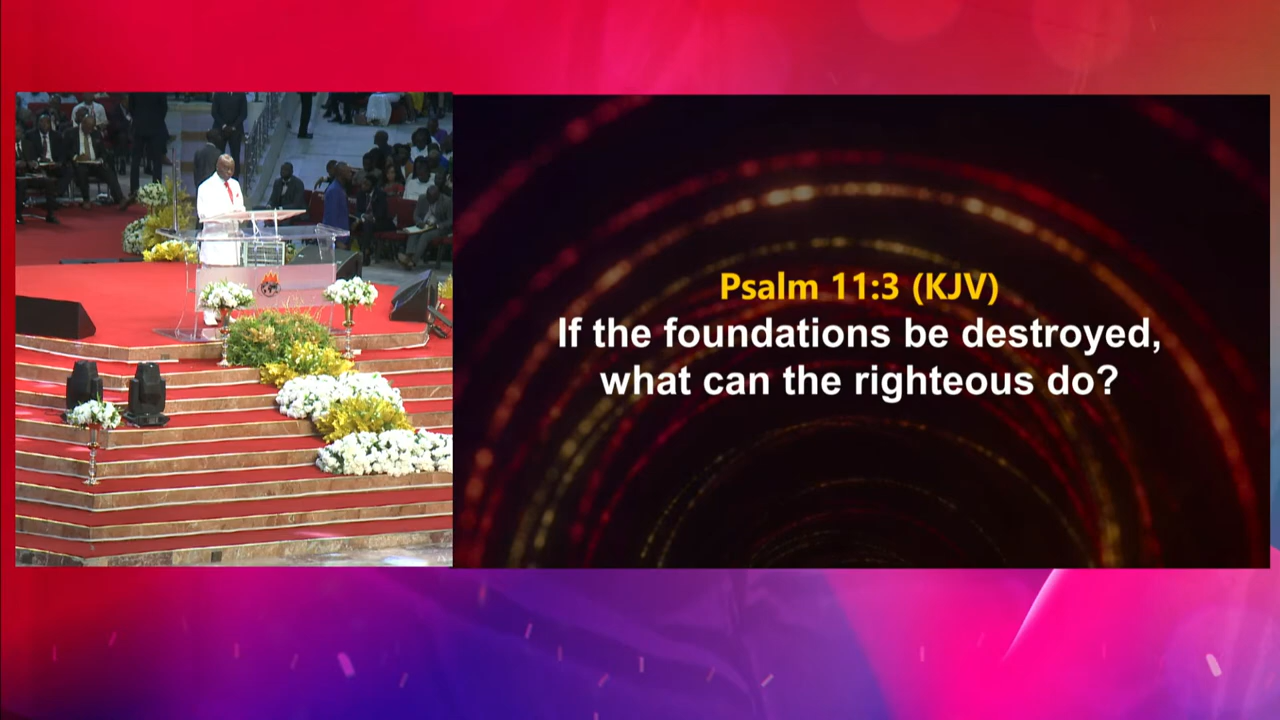 Psalm 11:3 (KJV)
If the foundations be destroyed,
what can the righteous do?